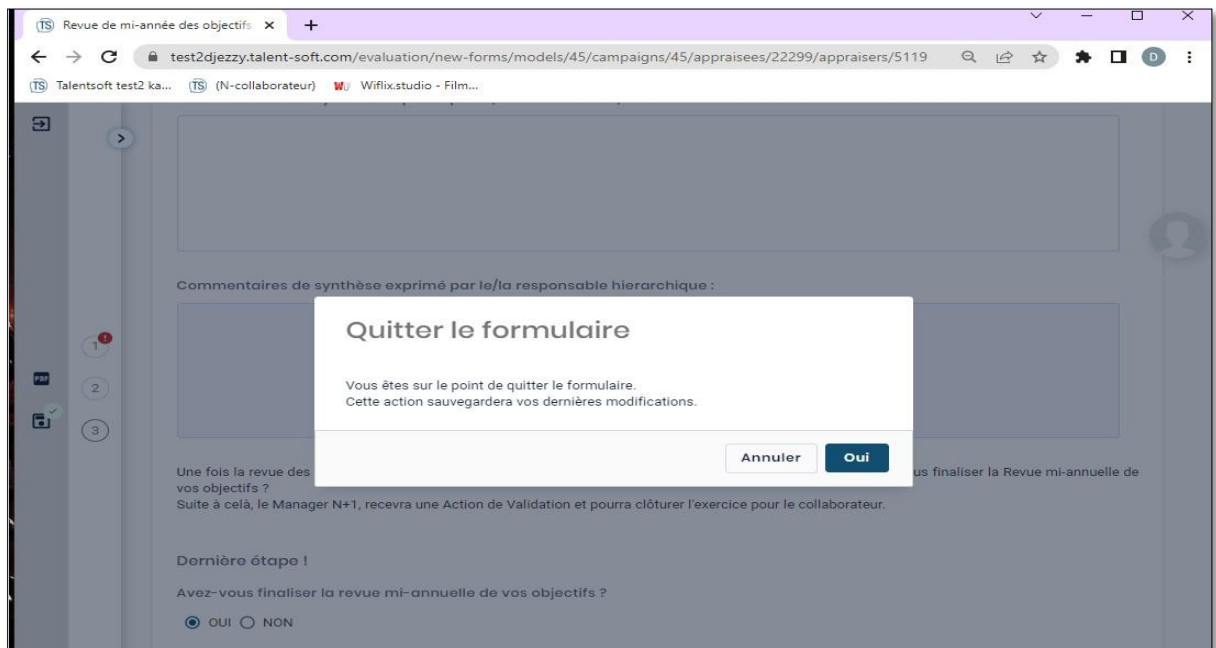 TS Revue de mi-année des objectifs
test2djezzy.talent-soft.com/evaluation/new-forms/models/45/campaigns/45/appraisees/22299/appraisers/5119
D
TS Talentsoft test2 ka... TS (N-collaborateur) Wiflix.studio - Film...
Commentaires de synthèse exprimé par le/la responsable hierarchique :
Quitter le formulaire
1
PDF
2
Vous êtes sur le point de quitter le formulaire.
Cette action sauvegardera vos dernières modifications.
3
Annuler Oui
Une fois la revue des us finaliser la Revue mi-annuelle de
vos objectifs ?
Suite à celà, le Manager N+1, recevra une Action de Validation et pourra clôturer l'exercice pour le collaborateur.
Dernière étape !
Avez-vous finaliser la revue mi-annuelle de vos objectifs ?
OUI NON